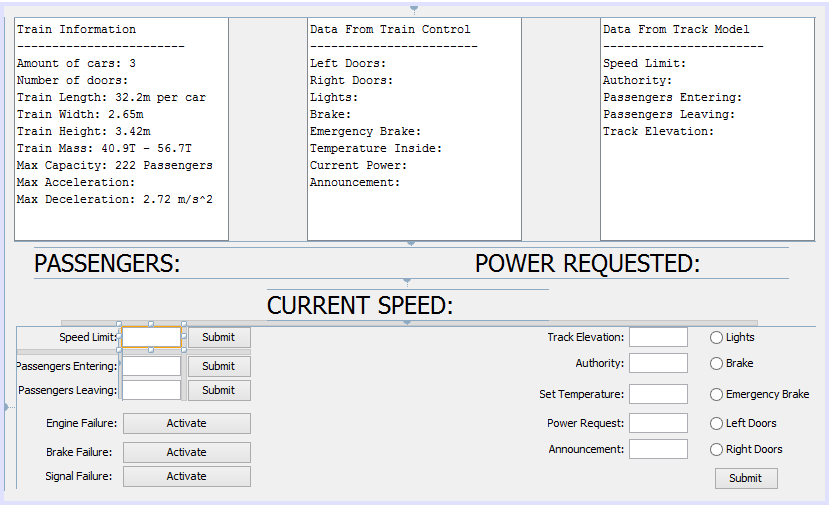 Train Information
------------------------
Amount of cars: 3
Number of doors:
Train Length: 32.2m per car
Train Width: 2.65m
Train Height: 3.42m
Train Mass: 40.9T - 56.7T
Max Capacity: 222 Passengers
Max Acceleration:
Max Deceleration: 2.72 m/s^2
Data From Train Control
------------------------
Left Doors:
Right Doors:
Lights:
Brake:
Emergency Brake:
Temperature Inside:
Current Power:
Announcement:
Data From Track Model
-----------------------
Speed Limit:
Authority:
Passengers Entering:
Passengers Leaving:
Track Elevation:
PASSENGERS:
POWER REQUESTED:
CURRENT SPEED:
Speed Limit: Submit
Passengers Entering: Submit
Passengers Leaving: Submit
Engine Failure: Activate
Brake Failure: Activate
Signal Failure: Activate
Track Elevation: Lights
Authority: Brake
Set Temperature: Emergency Brake
Power Request: Left Doors
Announcement: Right Doors
Submit